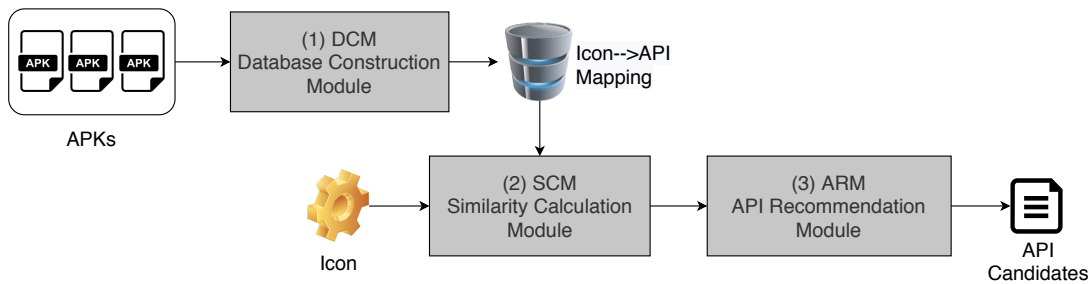 APK APK APK
APKs
(1) DCM
Database Construction
Module
Icon-->API
Mapping
Icon
(2) SCM
Similarity Calculation
Module
(3) ARM
API Recommendation
Module
API
Candidates